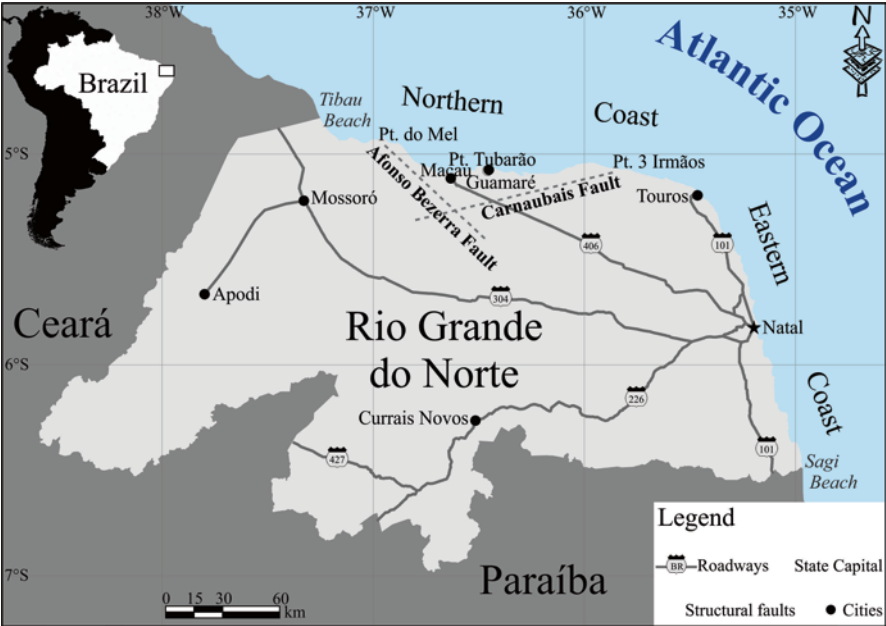 38°W
37°W
36°W
35°W
N
Brazil
Atlantic Ocean
Tibau
Beach
Northern
Coast
Pt. do Mel
5°S
Pt. Tubarão
Pt. 3 Irmãos
Macau
Guamaré
Afonso Bezerra Fault
Carnaubais Fault
Mossoró
Touros
Eastern
406
101
Apodi
304
Ceará
Rio Grande
do Norte
Natal
6°S
Coast
226
Currais Novos
427
101
Sagi
Beach
Legend
BR
Roadways
State Capital
Structural faults
Cities
7°S
Paraíba
0 15 30 60
km